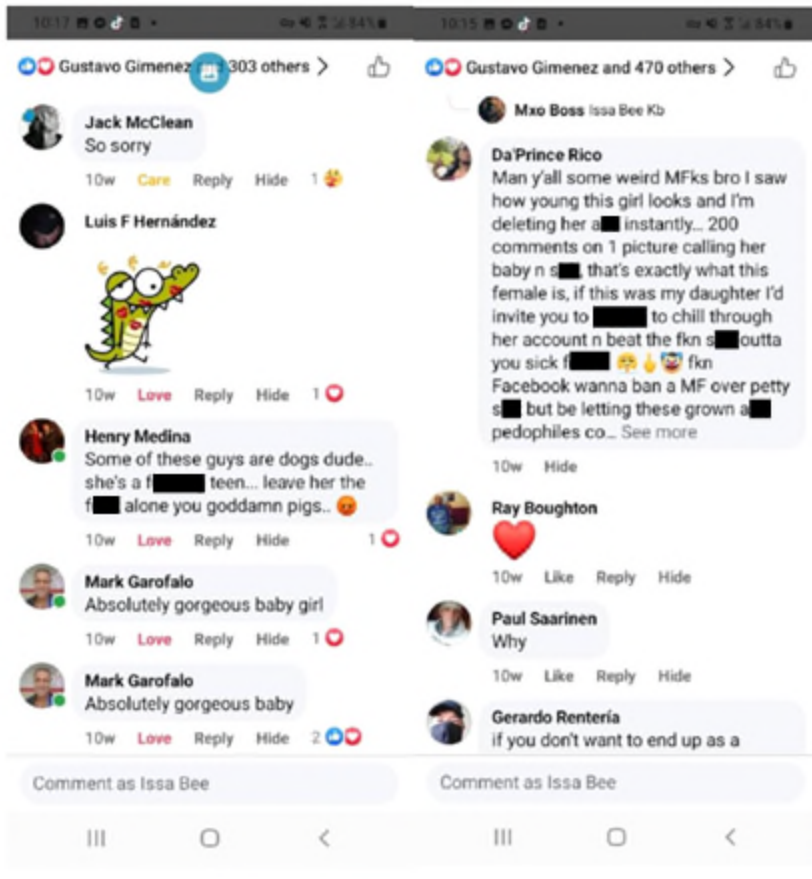 10:17
84%
Gustavo Gimenez and 303 others >
Jack McClean
So sorry
10w Care Reply Hide 1
Luis F Hernández
10w Love Reply Hide 1
Henry Medina
Some of these guys are dogs dude..
she's a f teen... leave her the
f alone you goddamn pigs..
10w Love Reply Hide 1
Mark Garofalo
Absolutely gorgeous baby girl
10w Love Reply Hide 1
Mark Garofalo
Absolutely gorgeous baby
10w Love Reply Hide 2
Comment as Issa Bee
10:15
84%
Gustavo Gimenez and 470 others >
Mxo Boss Issa Bee Kb
Da'Prince Rico
Man y'all some weird MFks bro I saw
how young this girl looks and I'm
deleting her a instantly... 200
comments on 1 picture calling her
baby n s, that's exactly what this
female is, if this was my daughter I'd
invite you to to chill through
her account n beat the fkn s outta
you sick f fkn
Facebook wanna ban a MF over petty
s but be letting these grown a
pedophiles co... See more
10w Hide
Ray Boughton
10w Like Reply Hide
Paul Saarinen
Why
10w Like Reply Hide
Gerardo Rentería
if you don't want to end up as a
Comment as Issa Bee